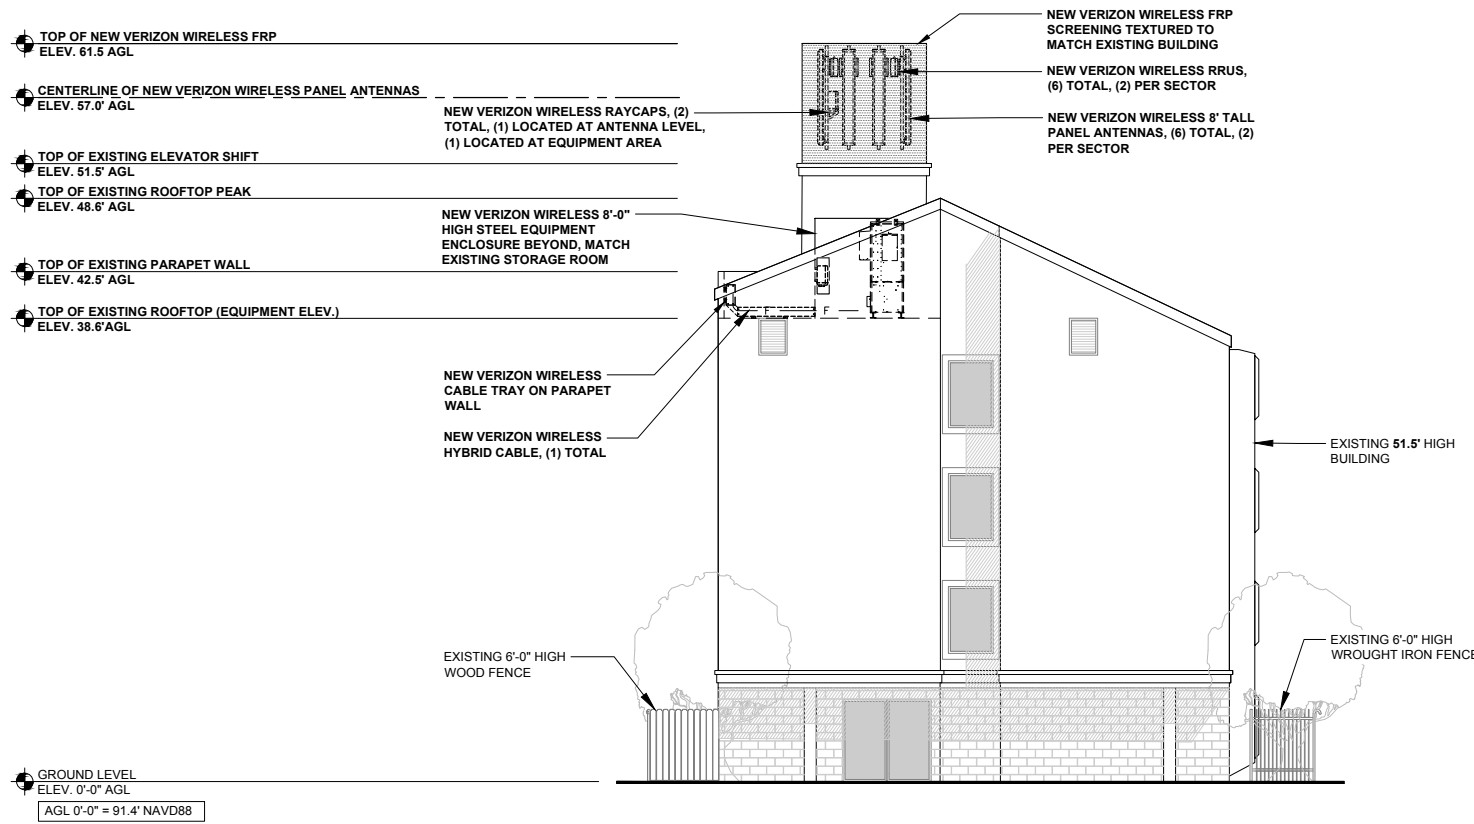 TOP OF NEW VERIZON WIRELESS FRP
ELEV. 61.5 AGL
CENTERLINE OF NEW VERIZON WIRELESS PANEL ANTENNAS
ELEV. 57.0' AGL
TOP OF EXISTING ELEVATOR SHIFT
ELEV. 51.5' AGL
TOP OF EXISTING ROOFTOP PEAK
ELEV. 48.6' AGL
TOP OF EXISTING PARAPET WALL
ELEV. 42.5' AGL
TOP OF EXISTING ROOFTOP (EQUIPMENT ELEV.)
ELEV. 38.6'AGL
GROUND LEVEL
ELEV. 0'-0" AGL
AGL 0'-0" = 91.4' NAVD88
NEW VERIZON WIRELESS RAYCAPS, (2)
TOTAL, (1) LOCATED AT ANTENNA LEVEL,
(1) LOCATED AT EQUIPMENT AREA
NEW VERIZON WIRELESS 8'-0"
HIGH STEEL EQUIPMENT
ENCLOSURE BEYOND, MATCH
EXISTING STORAGE ROOM
NEW VERIZON WIRELESS
CABLE TRAY ON PARAPET
WALL
NEW VERIZON WIRELESS
HYBRID CABLE, (1) TOTAL
EXISTING 6'-0" HIGH
WOOD FENCE
F
F
NEW VERIZON WIRELESS FRP
SCREENING TEXTURED TO
MATCH EXISTING BUILDING
NEW VERIZON WIRELESS RRUS,
(6) TOTAL, (2) PER SECTOR
NEW VERIZON WIRELESS 8' TALL
PANEL ANTENNAS, (6) TOTAL, (2)
PER SECTOR
EXISTING 51.5' HIGH
BUILDING
EXISTING 6'-0" HIGH
WROUGHT IRON FENCE